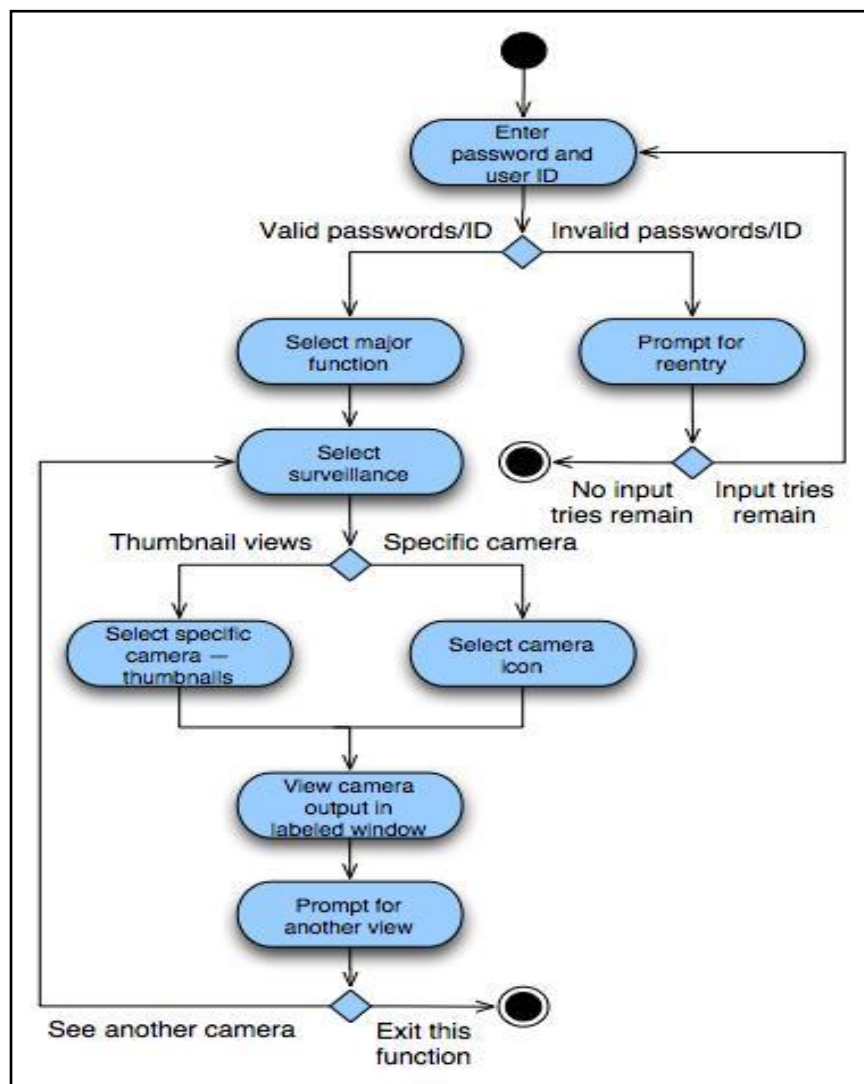 Enter
password and
user ID
Valid passwords/ID
Invalid passwords/ID
Select major
function
Prompt for
reentry
Select
surveillance
No input
tries remain
Input tries
remain
Thumbnail views
Specific camera
Select specific
camera —
thumbnails
Select camera
icon
View camera
output in
labeled window
Prompt for
another view
See another camera
Exit this
function